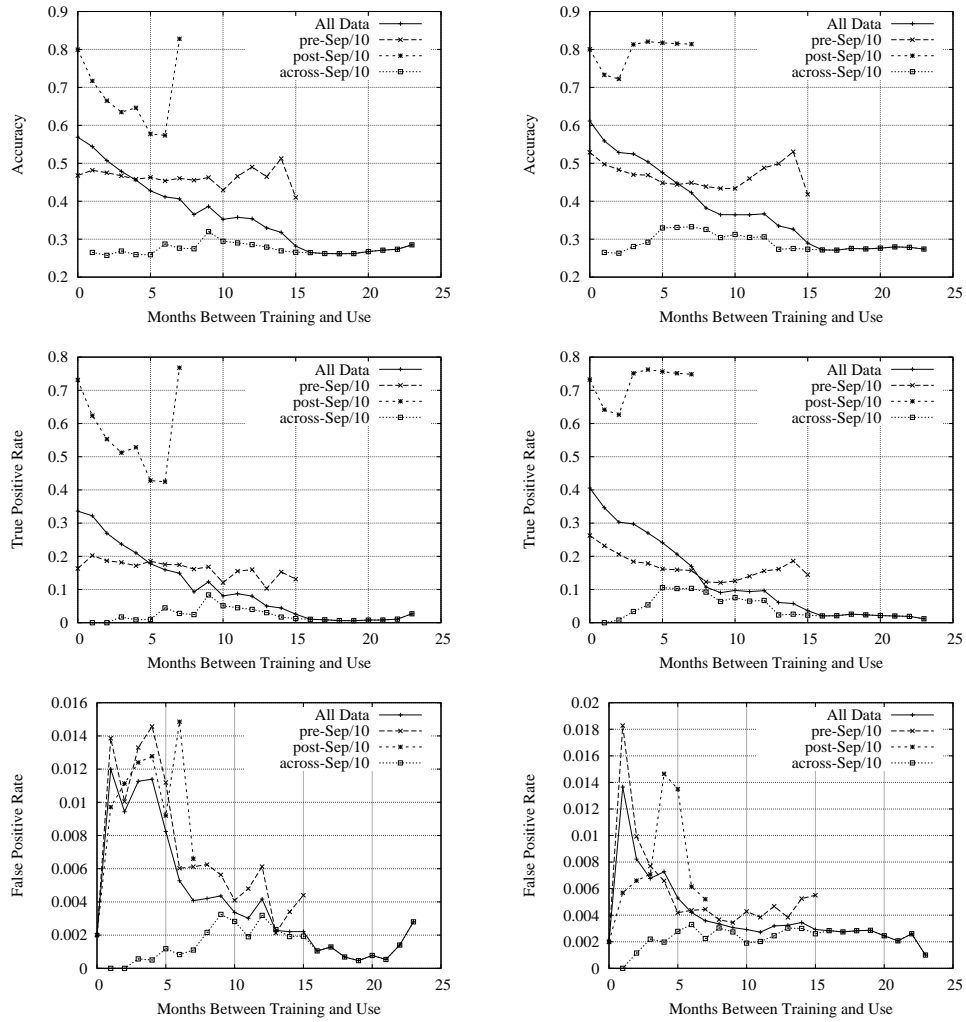 Accuracy
0.9
0.8
0.7
0.6
0.5
0.4
0.3
0.2
0 5 10 15 20 25
Months Between Training and Use
All Data
pre-Sep/10
post-Sep/10
across-Sep/10
Accuracy
0.9
0.8
0.7
0.6
0.5
0.4
0.3
0.2
0 5 10 15 20 25
Months Between Training and Use
All Data
pre-Sep/10
post-Sep/10
across-Sep/10
True Positive Rate
0.8
0.7
0.6
0.5
0.4
0.3
0.2
0.1
0
0 5 10 15 20 25
Months Between Training and Use
All Data
pre-Sep/10
post-Sep/10
across-Sep/10
True Positive Rate
0.8
0.7
0.6
0.5
0.4
0.3
0.2
0.1
0
0 5 10 15 20 25
Months Between Training and Use
All Data
pre-Sep/10
post-Sep/10
across-Sep/10
False Positive Rate
0.016
0.014
0.012
0.01
0.008
0.006
0.004
0.002
0
0 5 10 15 20 25
Months Between Training and Use
All Data
pre-Sep/10
post-Sep/10
across-Sep/10
False Positive Rate
0.02
0.018
0.016
0.014
0.012
0.01
0.008
0.006
0.004
0.002
0
0 5 10 15 20 25
Months Between Training and Use
All Data
pre-Sep/10
post-Sep/10
across-Sep/10